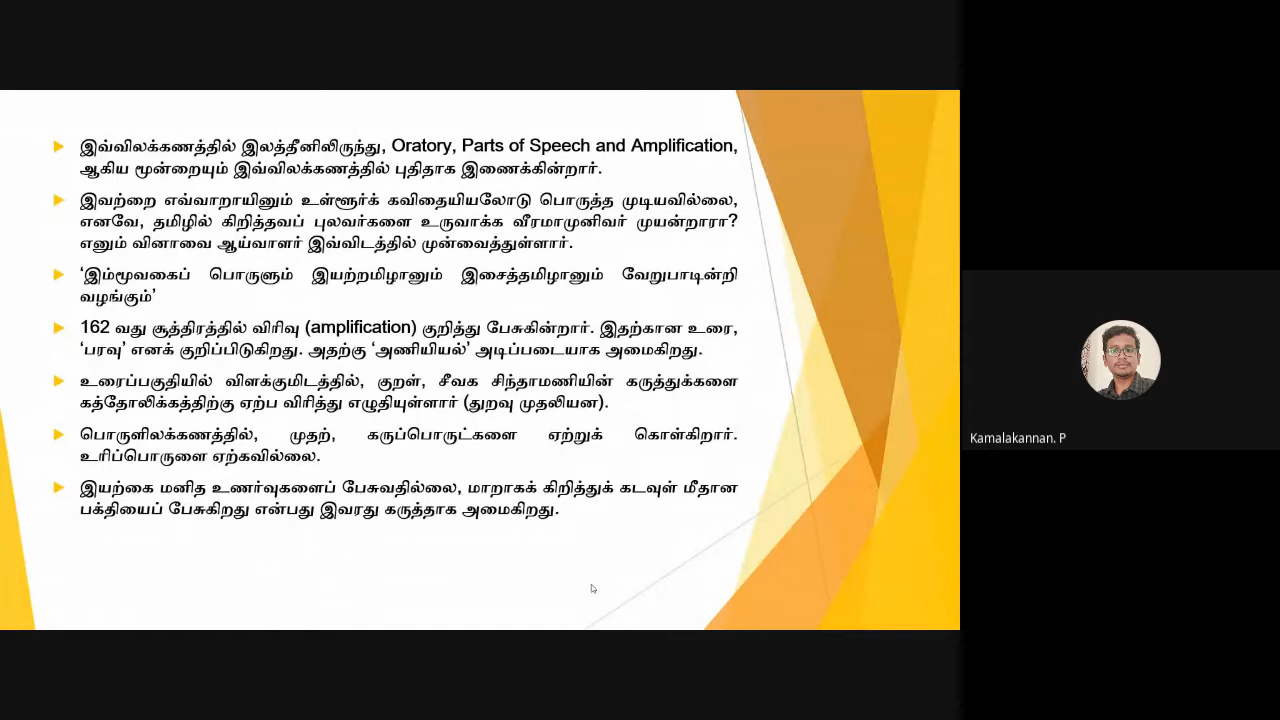 இவ்விலக்கணத்தில் இலத்தீனிலிருந்து, Oratory, Parts of Speech and Amplification,
ஆகிய மூன்றையும் இவ்விலக்கணத்தில் புதிதாக இணைக்கின்றார்.
இவற்றை எவ்வாறாயினும் உள்ளூர்க் கவிதையியலோடு பொருத்த முடியவில்லை,
எனவே, தமிழில் கிறித்தவப் புலவர்களை உருவாக்க வீரமாமுனிவர் முயன்றாரா?
எனும் வினாவை ஆய்வாளர் இவ்விடத்தில் முன்வைத்துள்ளார்.
‘இம்மூவகைப் பொருளும் இயற்றமிழானும் இசைத்தமிழானும் வேறுபாடின்றி
வழங்கும்’
162 வது சூத்திரத்தில் விரிவு (amplification) குறித்து பேசுகின்றார். இதற்கான உரை,
‘பரவு’ எனக் குறிப்பிடுகிறது. அதற்கு ‘அணியியல்’ அடிப்படையாக அமைகிறது.
உரைப்பகுதியில் விளக்குமிடத்தில், குறள், சீவக சிந்தாமணியின் கருத்துக்களை
கத்தோலிக்கத்திற்கு ஏற்ப விரித்து எழுதியுள்ளார் (துறவு முதலியன).
பொருளிலக்கணத்தில், முதற், கருப்பொருட்களை ஏற்றுக் கொள்கிறார்.
உரிப்பொருளை ஏற்கவில்லை.
இயற்கை மனித உணர்வுகளைப் பேசுவதில்லை, மாறாகக் கிறித்துக் கடவுள் மீதான
பக்தியைப் பேசுகிறது என்பது இவரது கருத்தாக அமைகிறது.
Kamalakannan. P